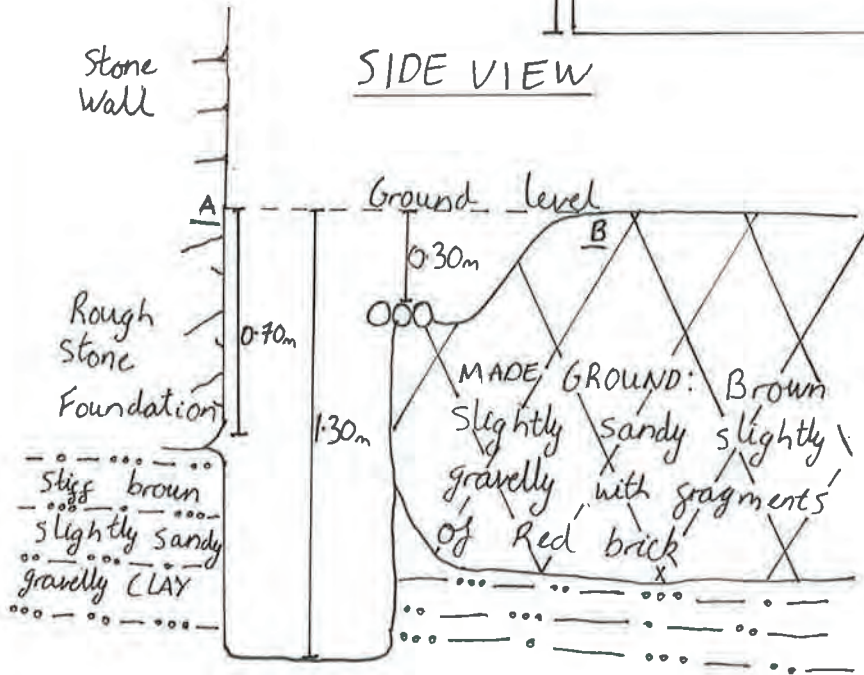 SIDE VIEW
Stone
Wall
A
Ground level
B
0.30m
Rough
Stone
Foundation
0.70m
1.30m
MADE GROUND: Brown
Slightly sandy slightly
gravelly with fragments
of Red brick
stiff brown
slightly sandy
gravelly CLAY